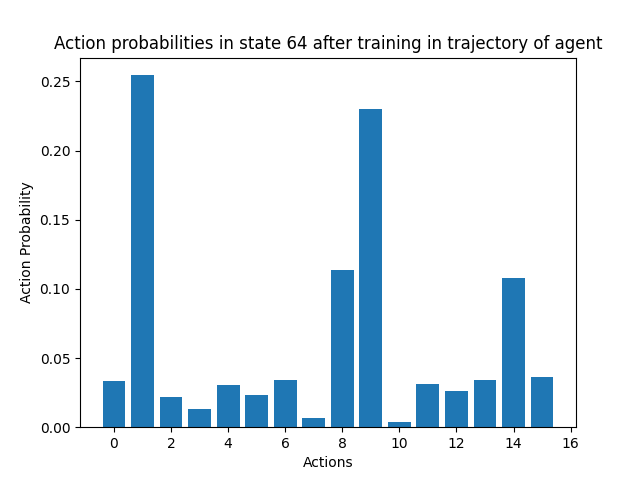 Action probabilities in state 64 after training in trajectory of agent
0.25
0.20
0.15
0.10
0.05
0.00
Action Probability
0 2 4 6 8 10 12 14 16
Actions